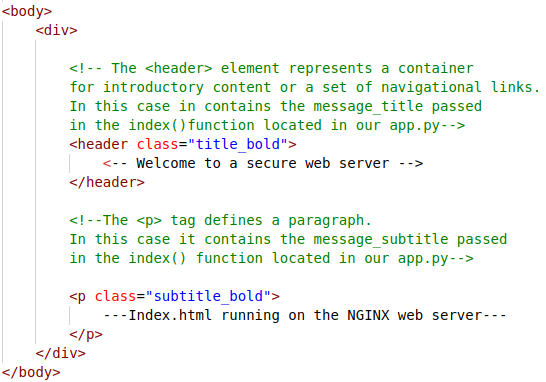 <body>
<div>
<!-- The <header> element represents a container
for introductory content or a set of navigational links.
In this case in contains the message_title passed
in the index()function located in our app.py-->
<header class="title_bold">
<-- Welcome to a secure web server -->
</header>
<!--The <p> tag defines a paragraph.
In this case it contains the message_subtitle passed
in the index() function located in our app.py-->
<p class="subtitle_bold">
---Index.html running on the NGINX web server---
</p>
</div>
</body>